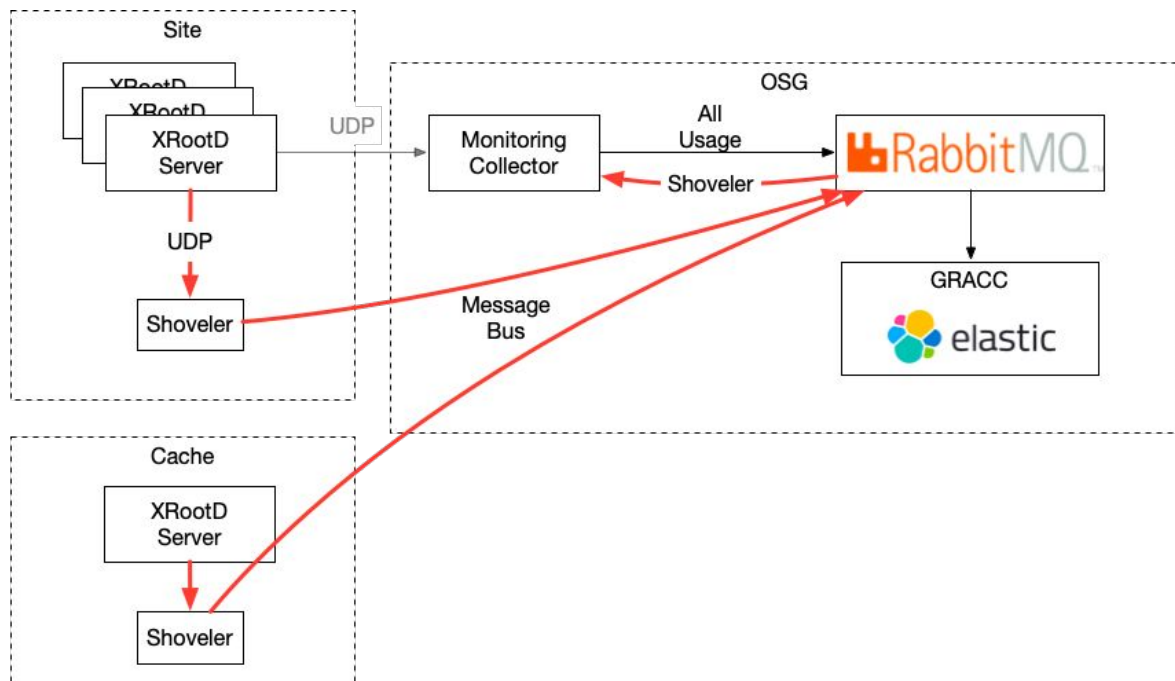 Site
XRootD
XRootD
XRootD
Server
UDP
Shoveler
UDP
OSG
Monitoring
Collector
All
Usage
RabbitMQ
Shoveler
Message
Bus
GRACC
elastic
Cache
XRootD
Server
Shoveler